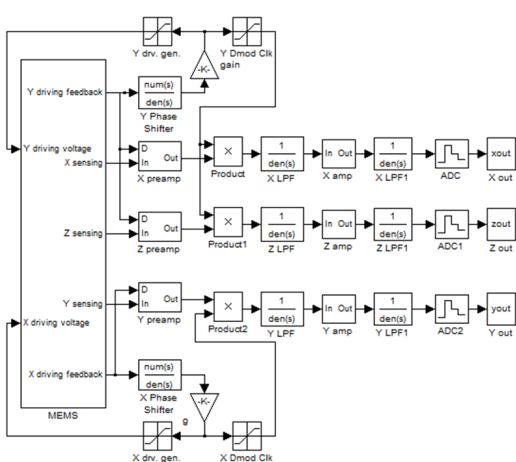 Y drv. gen.
Y Dmod Clk
gain
-K-
Y driving feedback
num(s)
den(s)
Y Phase
Shifter
Y driving voltage
X sensing
D
In
Out
X preamp
×
Product
1
den(s)
X LPF
In Out
X amp
1
den(s)
X LPF1
ADC
xout
X out
Z sensing
D
In
Out
Z preamp
×
Product1
1
den(s)
Z LPF
In Out
Z amp
1
den(s)
Z LPF1
ADC1
zout
Z out
Y sensing
X driving voltage
D
In
Out
Y preamp
×
Product2
1
den(s)
Y LPF
In Out
Y amp
1
den(s)
Y LPF1
ADC2
yout
Y out
X driving feedback
num(s)
den(s)
X Phase
Shifter
-K-
g
MEMS
X drv. gen.
X Dmod Clk